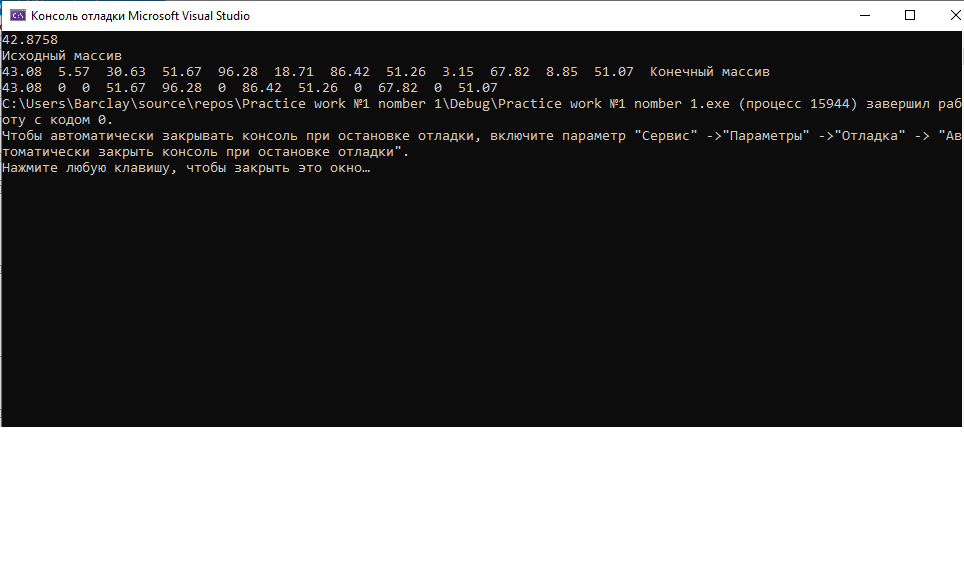 Консоль отладки Microsoft Visual Studio
42.8758
Исходный массив
43.08 5.57 30.63 51.67 96.28 18.71 86.42 51.26 3.15 67.82 8.85 51.07 Конечный массив
43.08 0 0 51.67 96.28 0 86.42 51.26 0 67.82 0 51.07
C:\Users\Barclay\source\repos\Practice work №1 nomber 1\Debug\Practice work №1 nomber 1.exe (процесс 15944) завершил раб
оту с кодом 0.
Чтобы автоматически закрывать консоль при остановке отладки, включите параметр "Сервис" ->"Параметры" ->"Отладка" -> "Ав
томатически закрыть консоль при остановке отладки".
Нажмите любую клавишу, чтобы закрыть это окно…